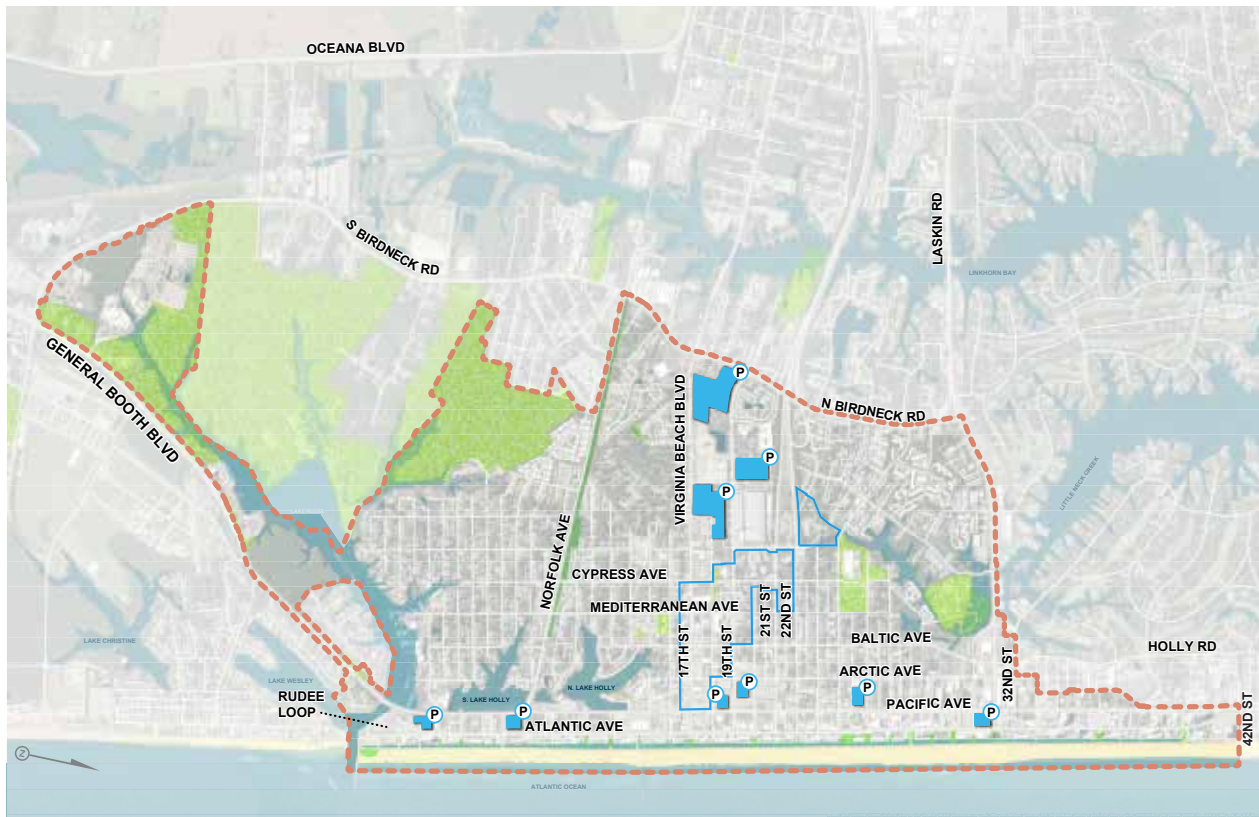 OCEANA BLVD
S BIRDNECK RD
LASKIN RD
LINKHORN BAY
GENERAL BOOTH BLVD
P
VIRGINIA BEACH BLVD
N BIRDNECK RD
P
P
LITTLE NECK CREEK
NORFOLK AVE
CYPRESS AVE
MEDITERRANEAN AVE
21ST ST
22ND ST
17TH ST
19TH ST
BALTIC AVE
LAKE CHRISTINE
HOLLY RD
ARCTIC AVE
32ND ST
LAKE WESLEY
RUDEE
LOOP
S. LAKE HOLLY
N. LAKE HOLLY
P
P
P
PACIFIC AVE
P
P
P
ATLANTIC AVE
42ND ST
N
ATLANTIC OCEAN